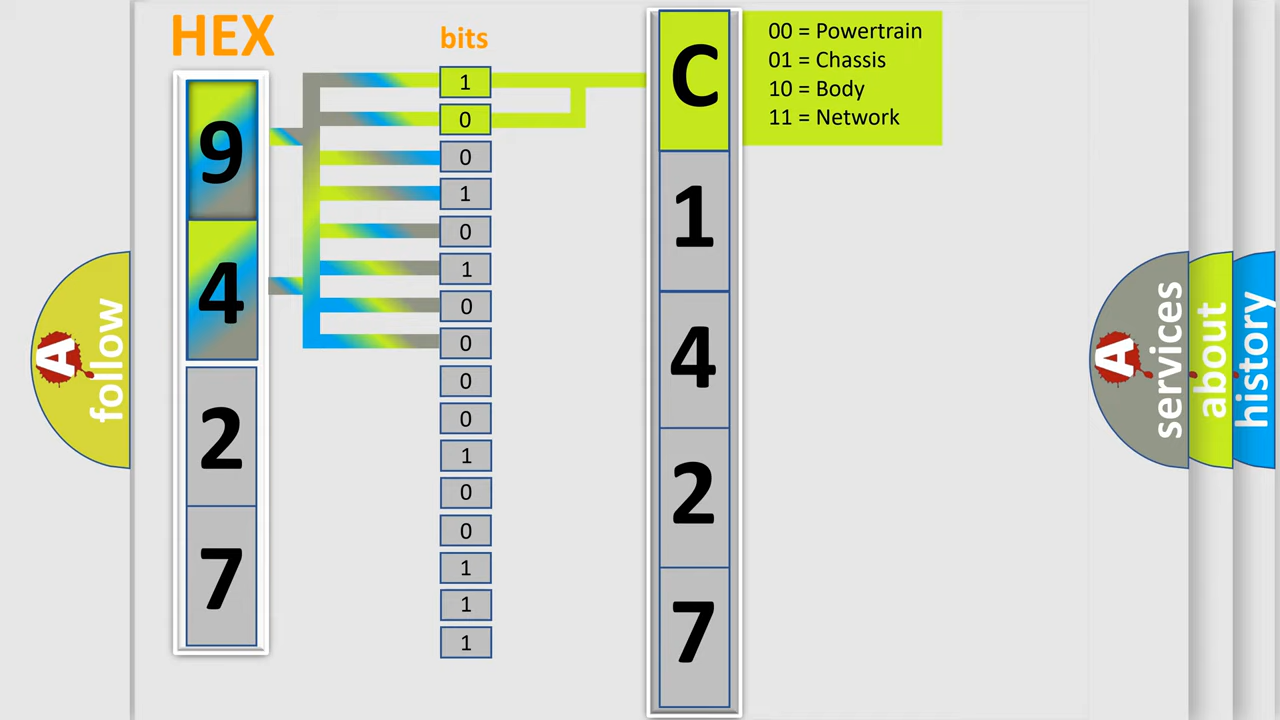 HEX
bits
9
4
2
7
1
0
0
1
0
1
0
0
0
0
1
0
0
1
1
1
C
1
4
2
7
00 = Powertrain
01 = Chassis
10 = Body
11 = Network
A
follow
A
services
about
history